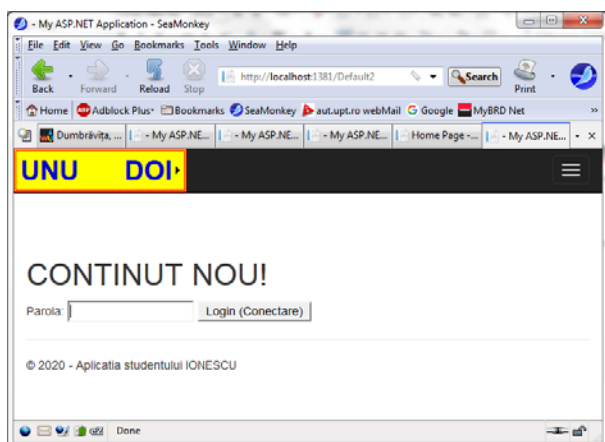 - My ASP.NET Application - SeaMonkey
File Edit View Go Bookmarks Tools Window Help
Back Forward Reload Stop http://localhost:1381/Default2 Search Print
Home Adblock Plus Bookmarks SeaMonkey aut.upt.ro webMail G Google MyBRD Net »
Dumbrăvița, ... - My ASP.NE... - My ASP.NE... - My ASP.NE... Home Page -... - My ASP.NE...
UNU DOI
CONTINUT NOU!
Parola: Login (Conectare)
© 2020 - Aplicatia studentului IONESCU
Done